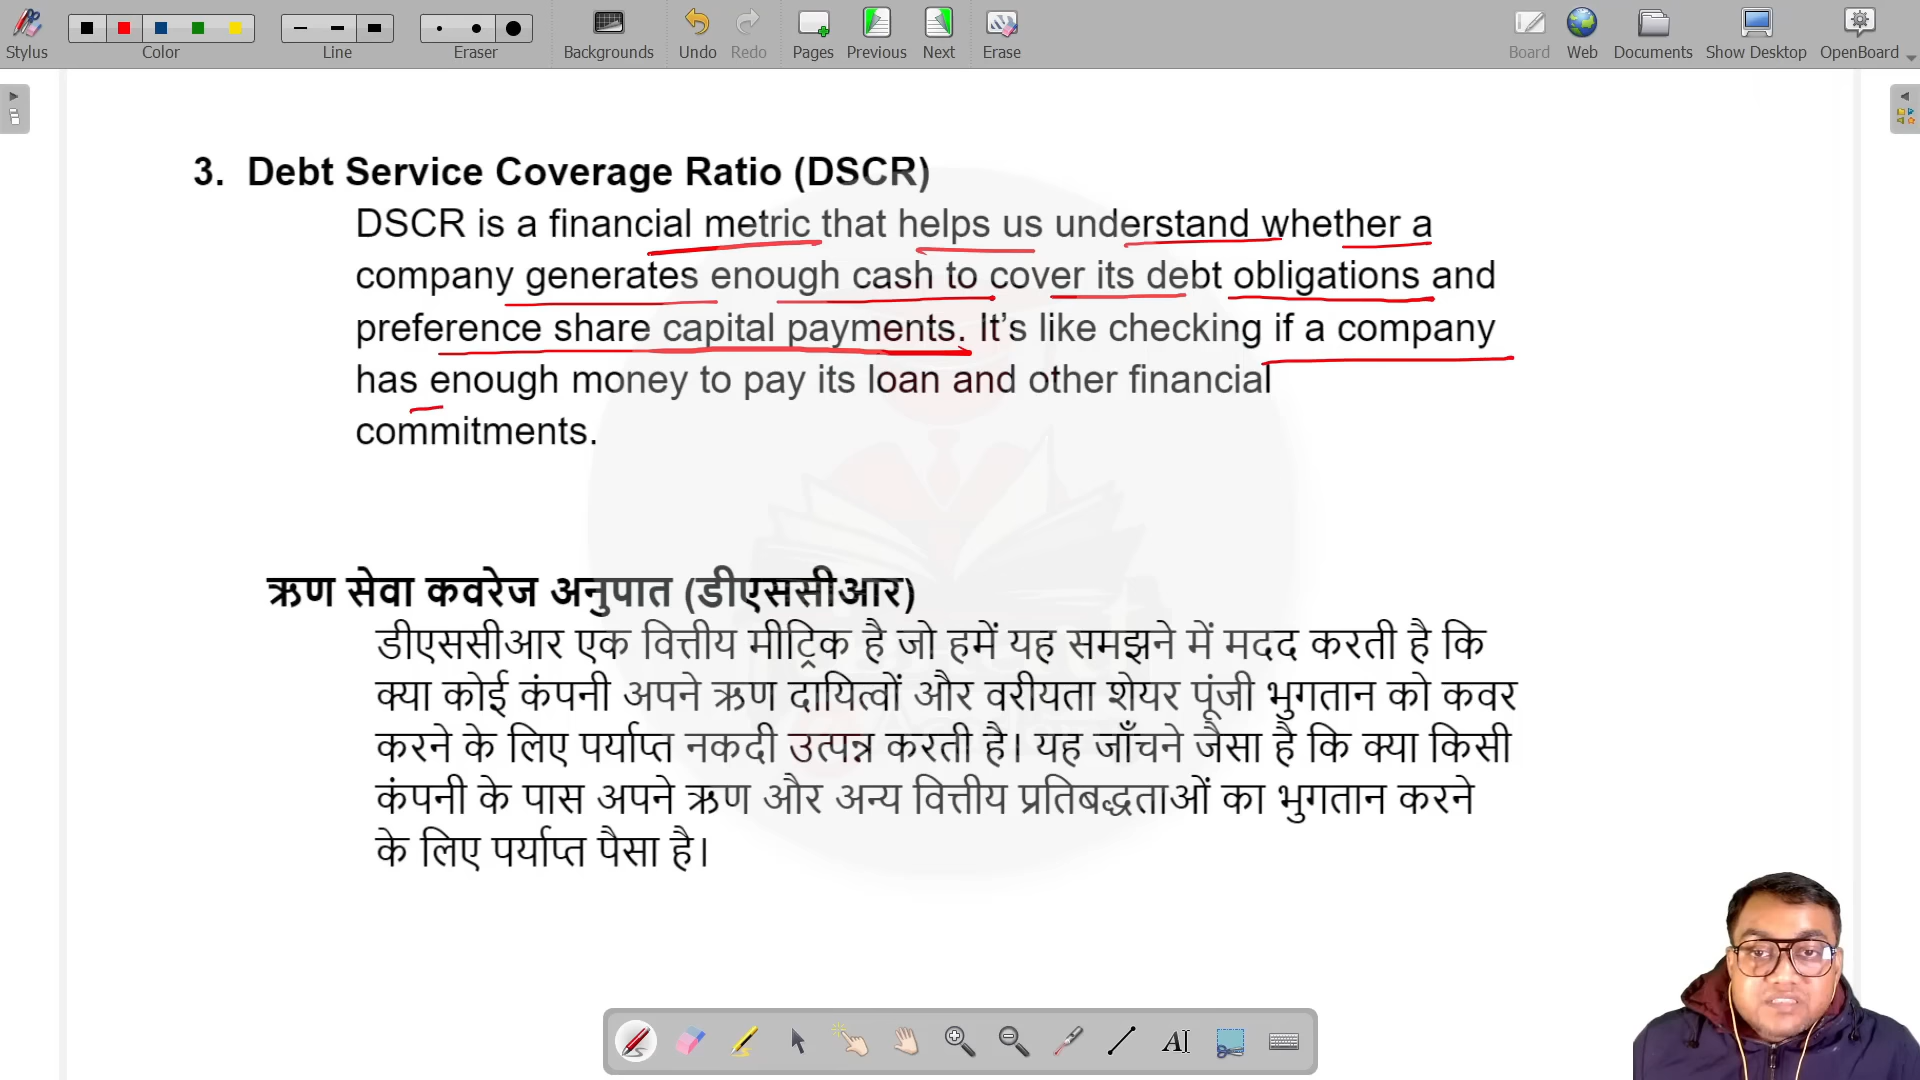 Stylus
Color
Line
Eraser
Backgrounds
Undo
Redo
Pages
Previous
Next
Erase
Board
Web
Documents
Show Desktop
OpenBoard
3. Debt Service Coverage Ratio (DSCR)
DSCR is a financial metric that helps us understand whether a
company generates enough cash to cover its debt obligations and
preference share capital payments. It’s like checking if a company
has enough money to pay its loan and other financial
commitments.
ऋण सेवा कवरेज अनुपात (डीएससीआर)
डीएससीआर एक वित्तीय मीट्रिक है जो हमें यह समझने में मदद करती है कि
क्या कोई कंपनी अपने ऋण दायित्वों और वरीयता शेयर पूंजी भुगतान को कवर
करने के लिए पर्याप्त नकदी उत्पन्न करती है। यह जाँचने जैसा है कि क्या किसी
कंपनी के पास अपने ऋण और अन्य वित्तीय प्रतिबद्धताओं का भुगतान करने
के लिए पर्याप्त पैसा है।